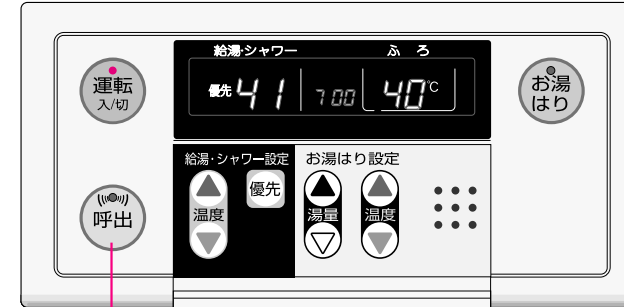 給湯・シャワー ふろ
運転
入/切
優先 41 7:00 40℃
お湯
はり
給湯・シャワー設定 お湯はり設定
優先
温度 湯量 温度
呼出